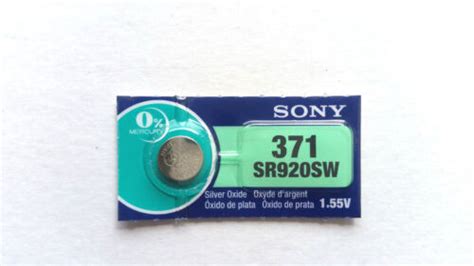 SONY
0%
MERCURY
371
SR920SW
Silver Oxide Oxyde d'argent
Óxido de plata Óxido de prata 1.55V